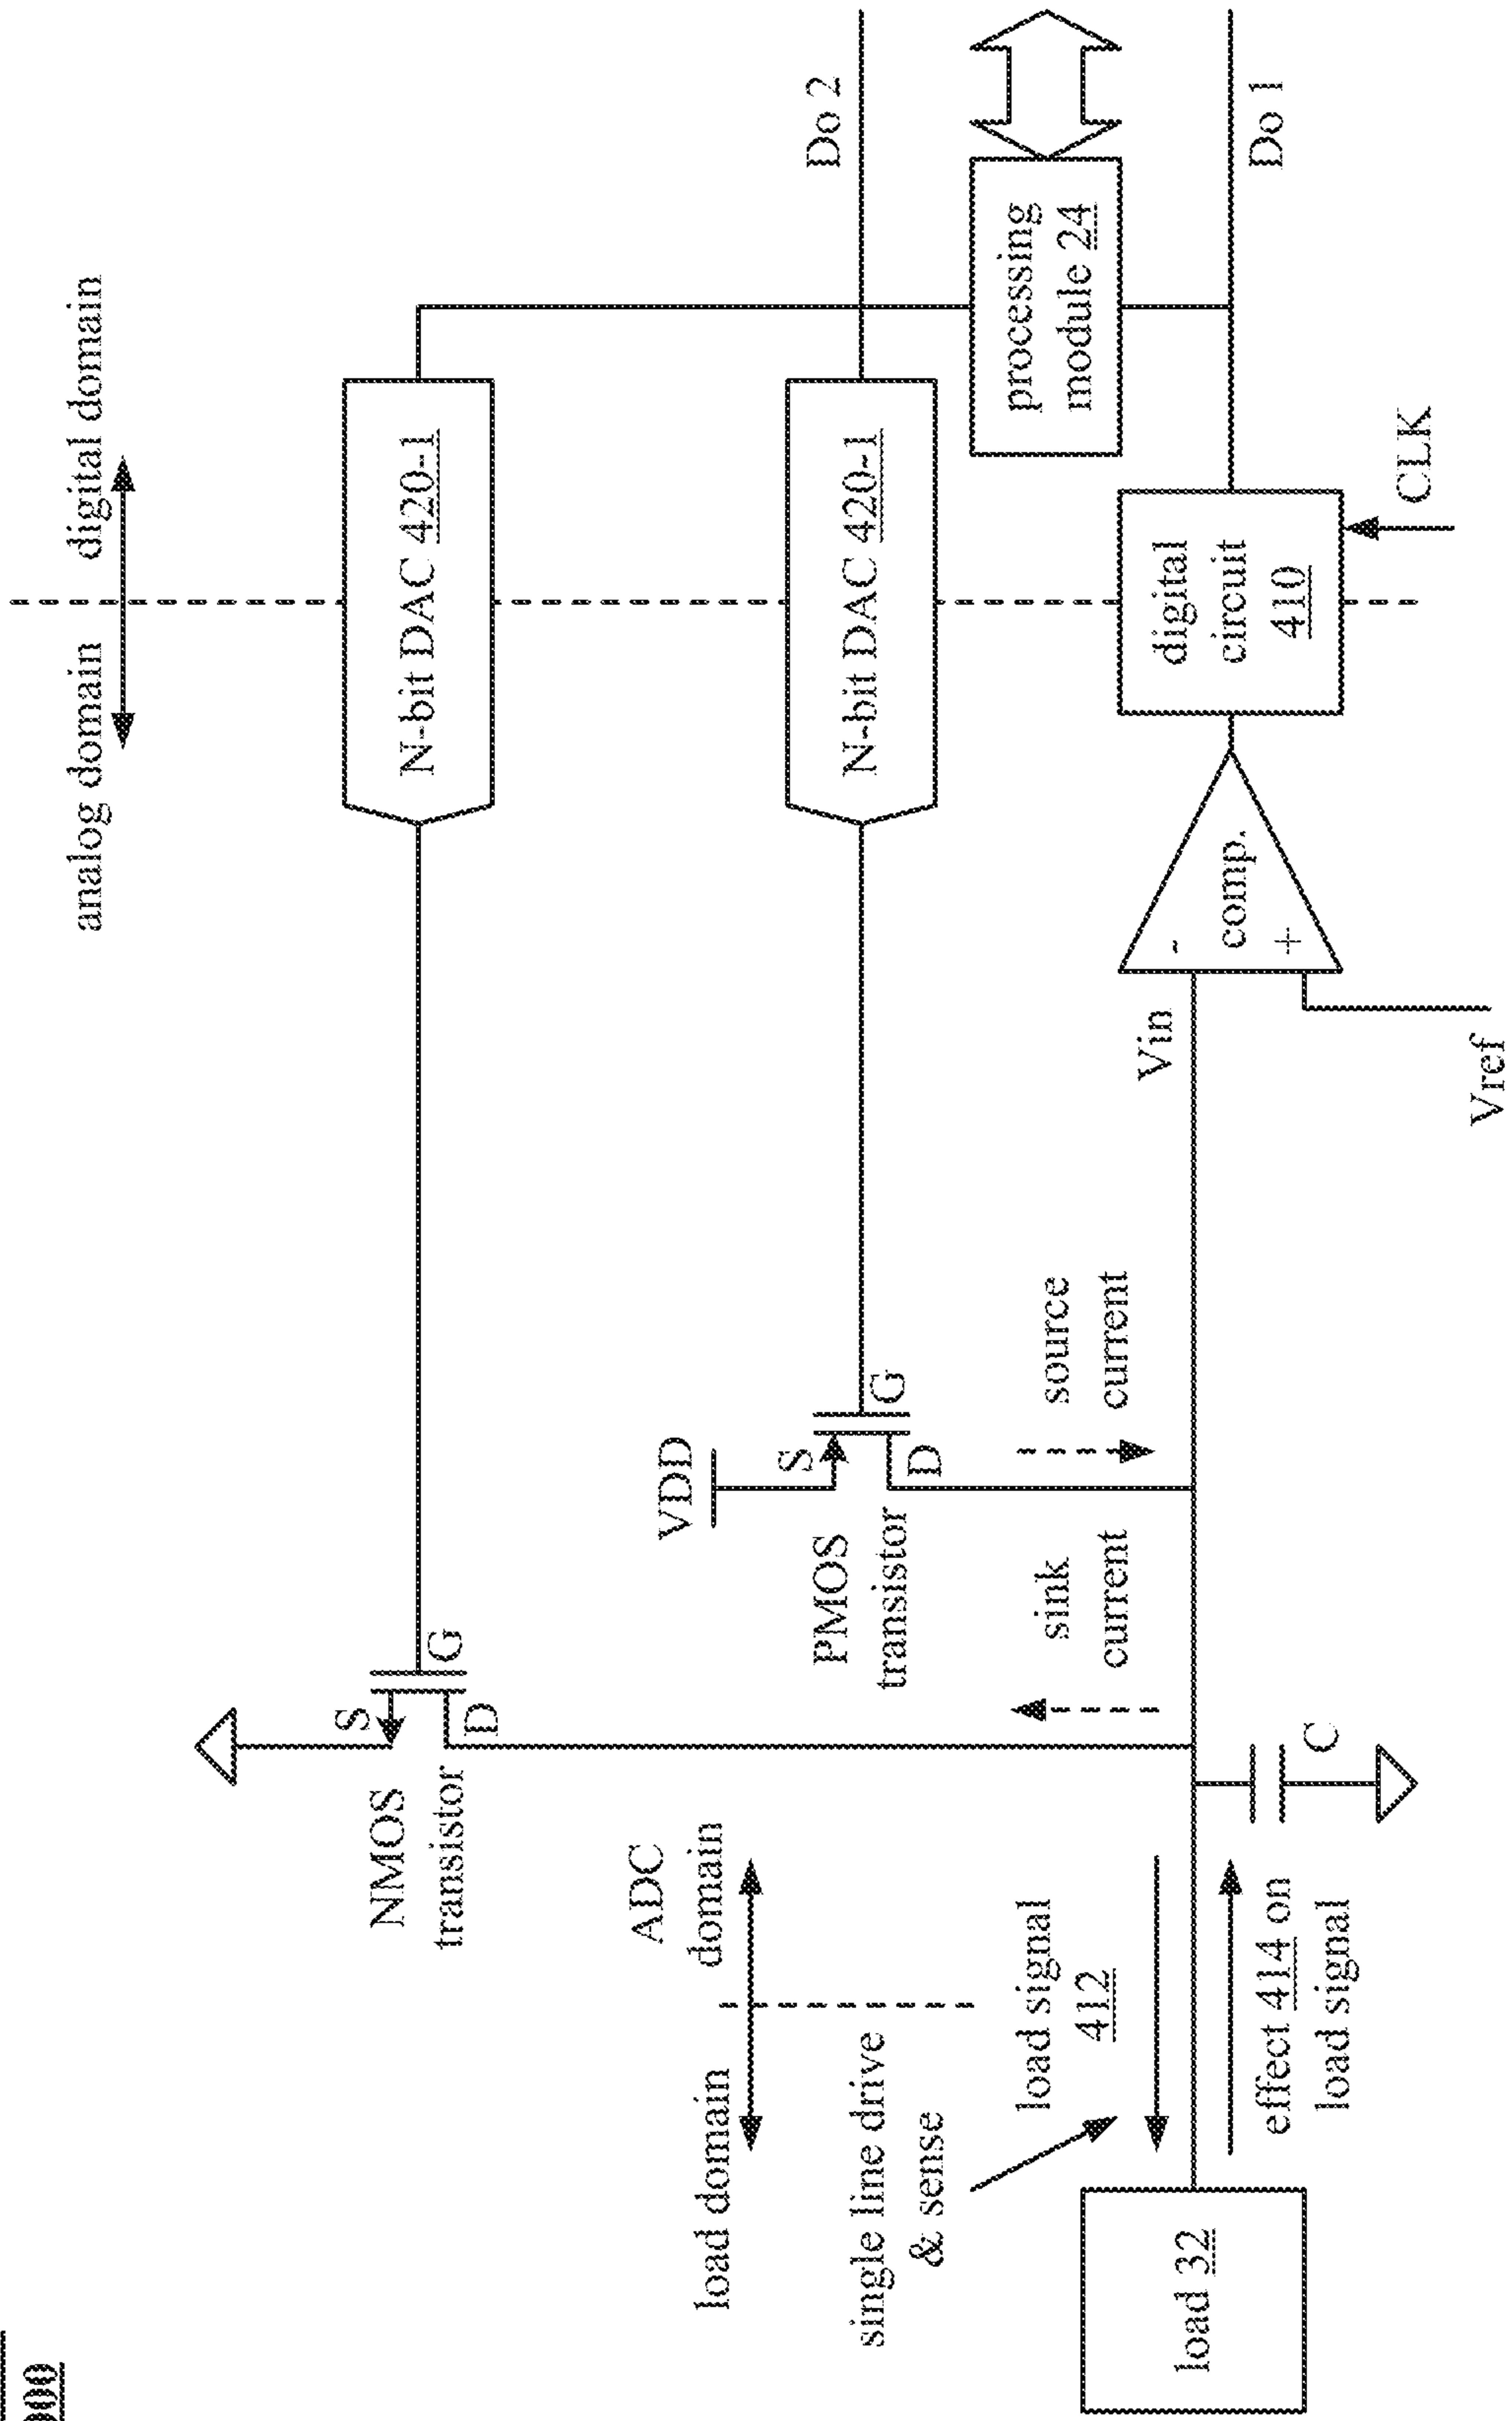 analog domain
digital domain
N-bit DAC 420-1
N-bit DAC 420-1
Do 2
processing
module 24
Do 1
digital
circuit
410
CLK
comp.
-
+
Vin
Vref
NMOS
transistor
S
D
G
VDD
PMOS
transistor
S
D
G
source
current
sink
current
C
load domain
ADC
domain
single line drive
& sense
load signal
412
effect 414 on
load signal
load 32